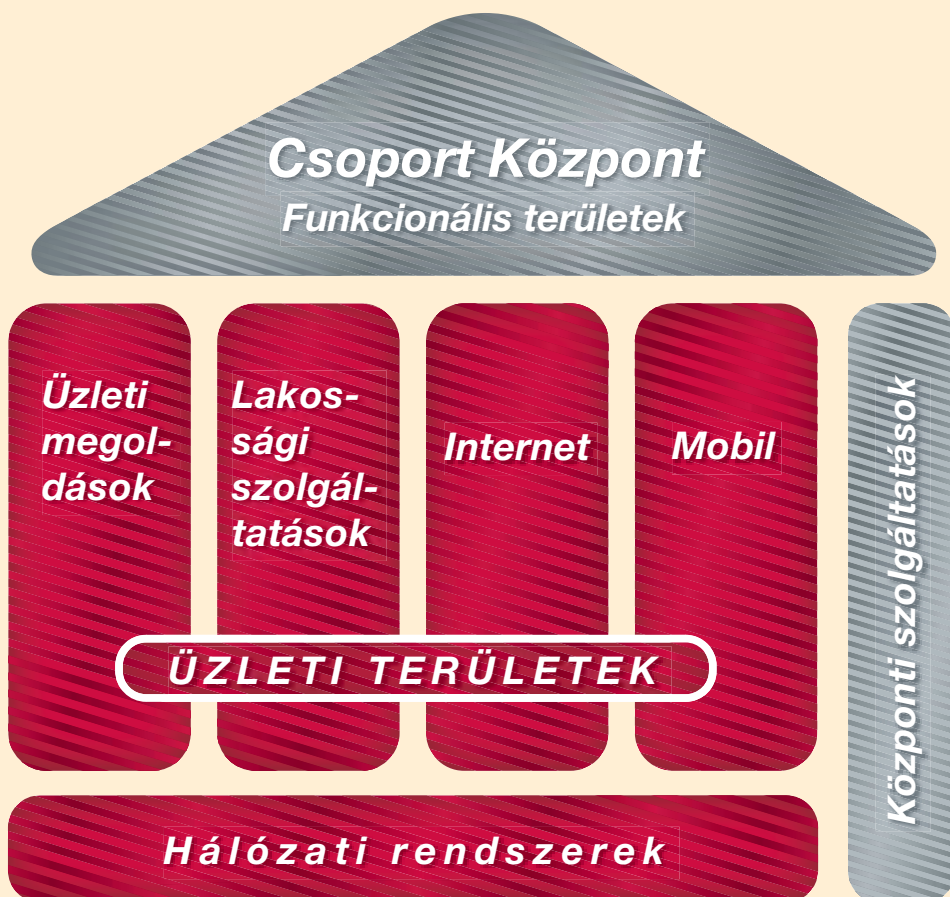 Csoport Központ
Funkcionális területek
Üzleti
megol-
dások
Lakos-
sági
szolgál-
tatások
Internet
Mobil
Központi szolgáltatások
ÜZLETI TERÜLETEK
Hálózati rendszerek